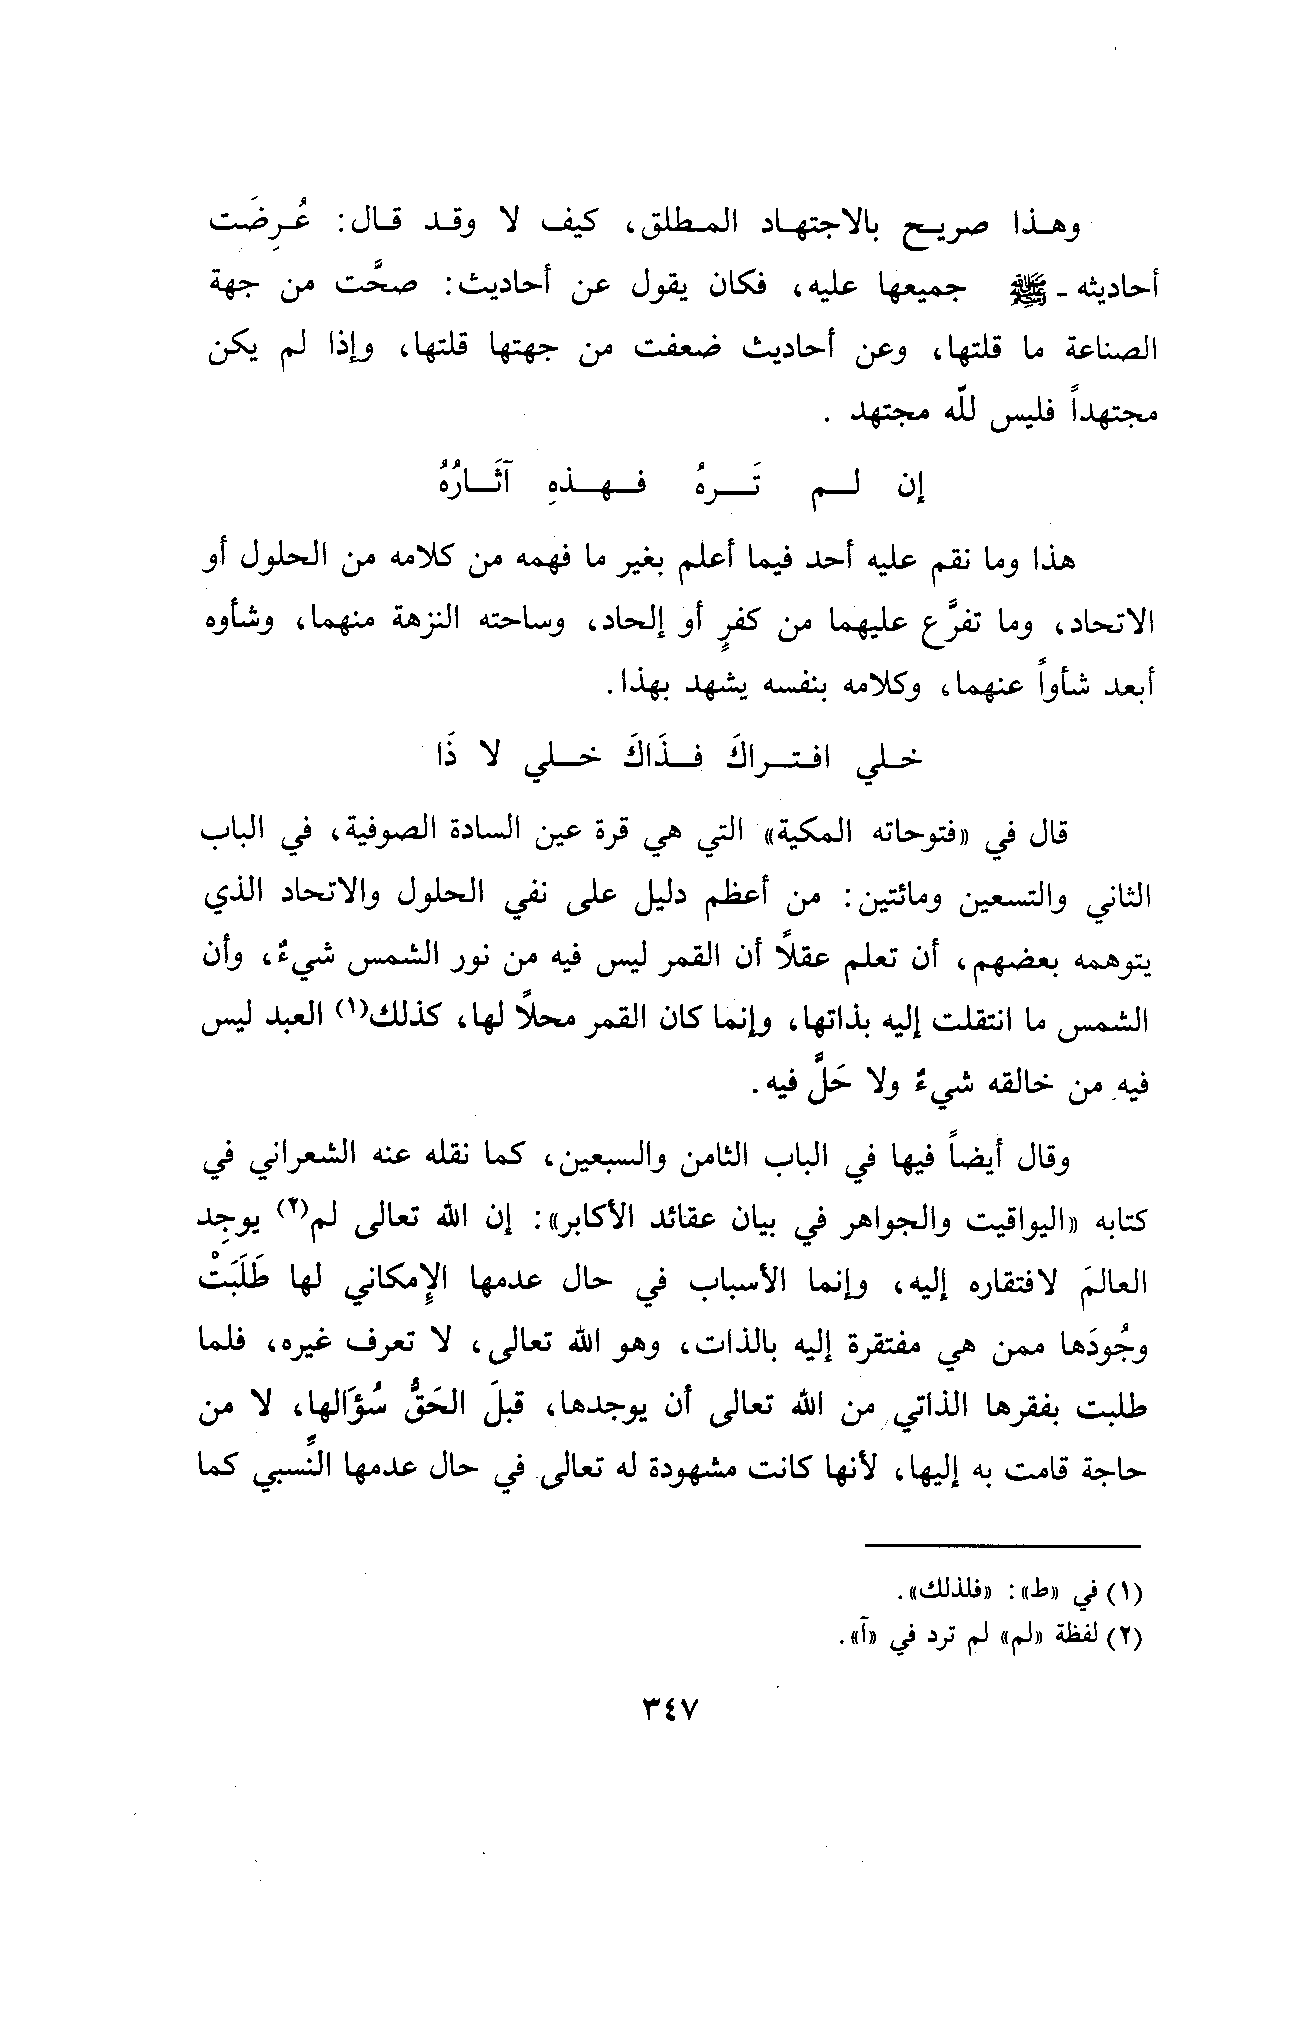 وهذا صريح بالاجتهاد المطلق، كيف لا وقد قال: عُرِضَت
أحاديثه - ﷺ جميعها عليه، فكان يقول عن أحاديث: صحَّت من جهة
الصناعة ما قلتها، وعن أحاديث ضعفت من جهتها قلتها، وإذا لم يكن
مجتهداً فليس للّه مجتهد .
إن لم تَرهُ فهذهِ آثَارُهُ
هذا وما نقم عليه أحد فيما أعلم بغير ما فهمه من كلامه من الحلول أو
الاتحاد، وما تفرَّع عليهما من كفرٍ أو إلحاد، وساحته النزهة منهما، وشأوه
أبعد شأواً عنهما، وكلامه بنفسه يشهد بهذا.
خلي افتراكَ فذَاكَ خلي لا ذَا
قال في «فتوحاته المكية» التي هي قرة عين السادة الصوفية، في الباب
الثاني والتسعين ومائتين: من أعظم دليل على نفي الحلول والاتحاد الذي
يتوهمه بعضهم، أن تعلم عقلاً أن القمر ليس فيه من نور الشمس شيءٌ، وأن
الشمس ما انتقلت إليه بذاتها، وإنما كان القمر محلاً لها، كذلك(١) العبد ليس
فيه من خالقه شيءٌ ولا حَلَّ فيه.
وقال أيضاً فيها في الباب الثامن والسبعين، كما نقله عنه الشعراني في
كتابه «اليواقيت والجواهر في بيان عقائد الأكابر»: إن الله تعالى لم(٢) يوجِد
العالمَ لافتقاره إليه، وإنما الأسباب في حال عدمها الإمكاني لها طَلَبَتْ
وجُودَها ممن هي مفتقرة إليه بالذات، وهو الله تعالى، لا تعرف غيره، فلما
طلبت بفقرها الذاتي من الله تعالى أن يوجدها، قبلَ الحَقُّ سُؤَالها، لا من
حاجة قامت به إليها، لأنها كانت مشهودة له تعالى في حال عدمها النِّسبي كما
(١) في «ط»: «فلذلك».
(٢) لفظة «لم» لم ترد في «آ».
٣٤٧